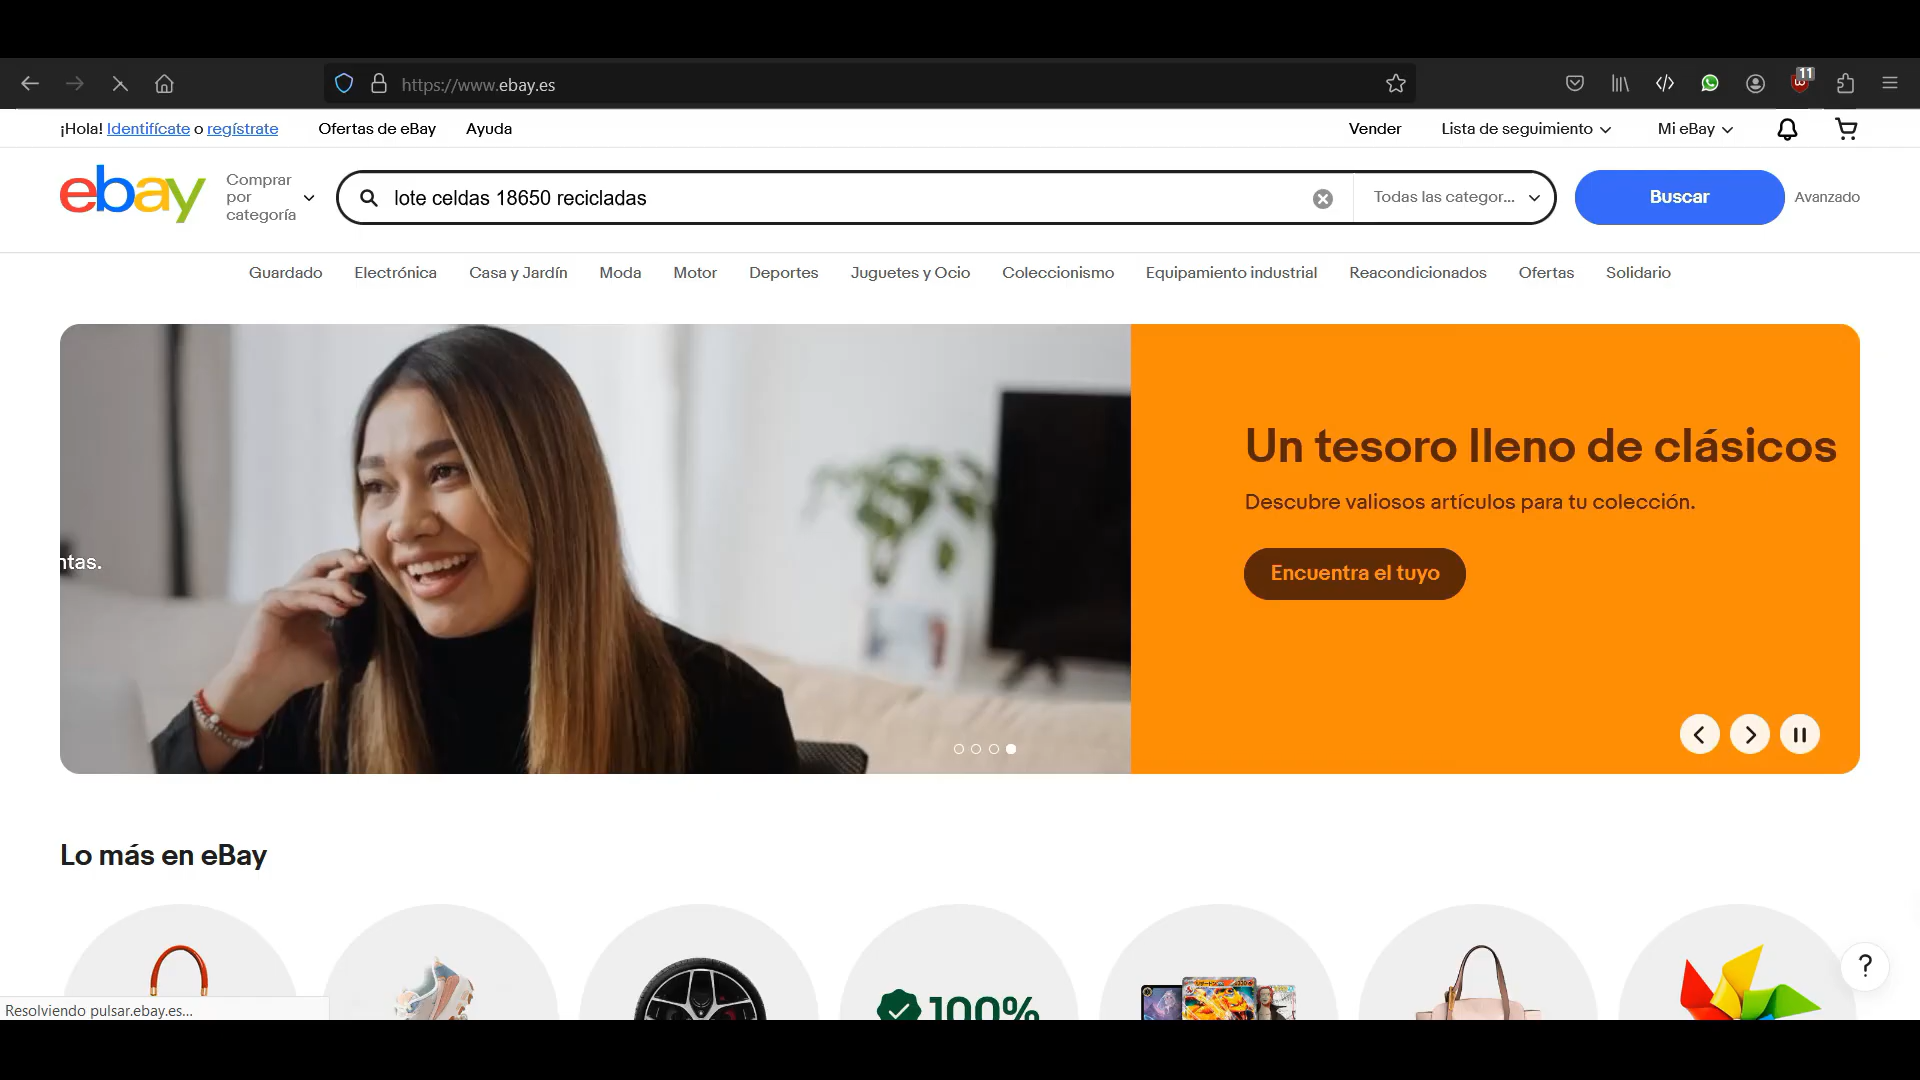 https://www.ebay.es
11
¡Hola! Identifícate o regístrate
Ofertas de eBay
Ayuda
Vender
Lista de seguimiento
Mi eBay
ebay
Comprar
por
categoría
lote celdas 18650 recicladas
Todas las categor...
Buscar
Avanzado
Guardado
Electrónica
Casa y Jardín
Moda
Motor
Deportes
Juguetes y Ocio
Coleccionismo
Equipamiento industrial
Reacondicionados
Ofertas
Solidario
ntas.
Un tesoro lleno de clásicos
Descubre valiosos artículos para tu colección.
Encuentra el tuyo
Lo más en eBay
100%
?
Resolviendo pulsar.ebay.es...